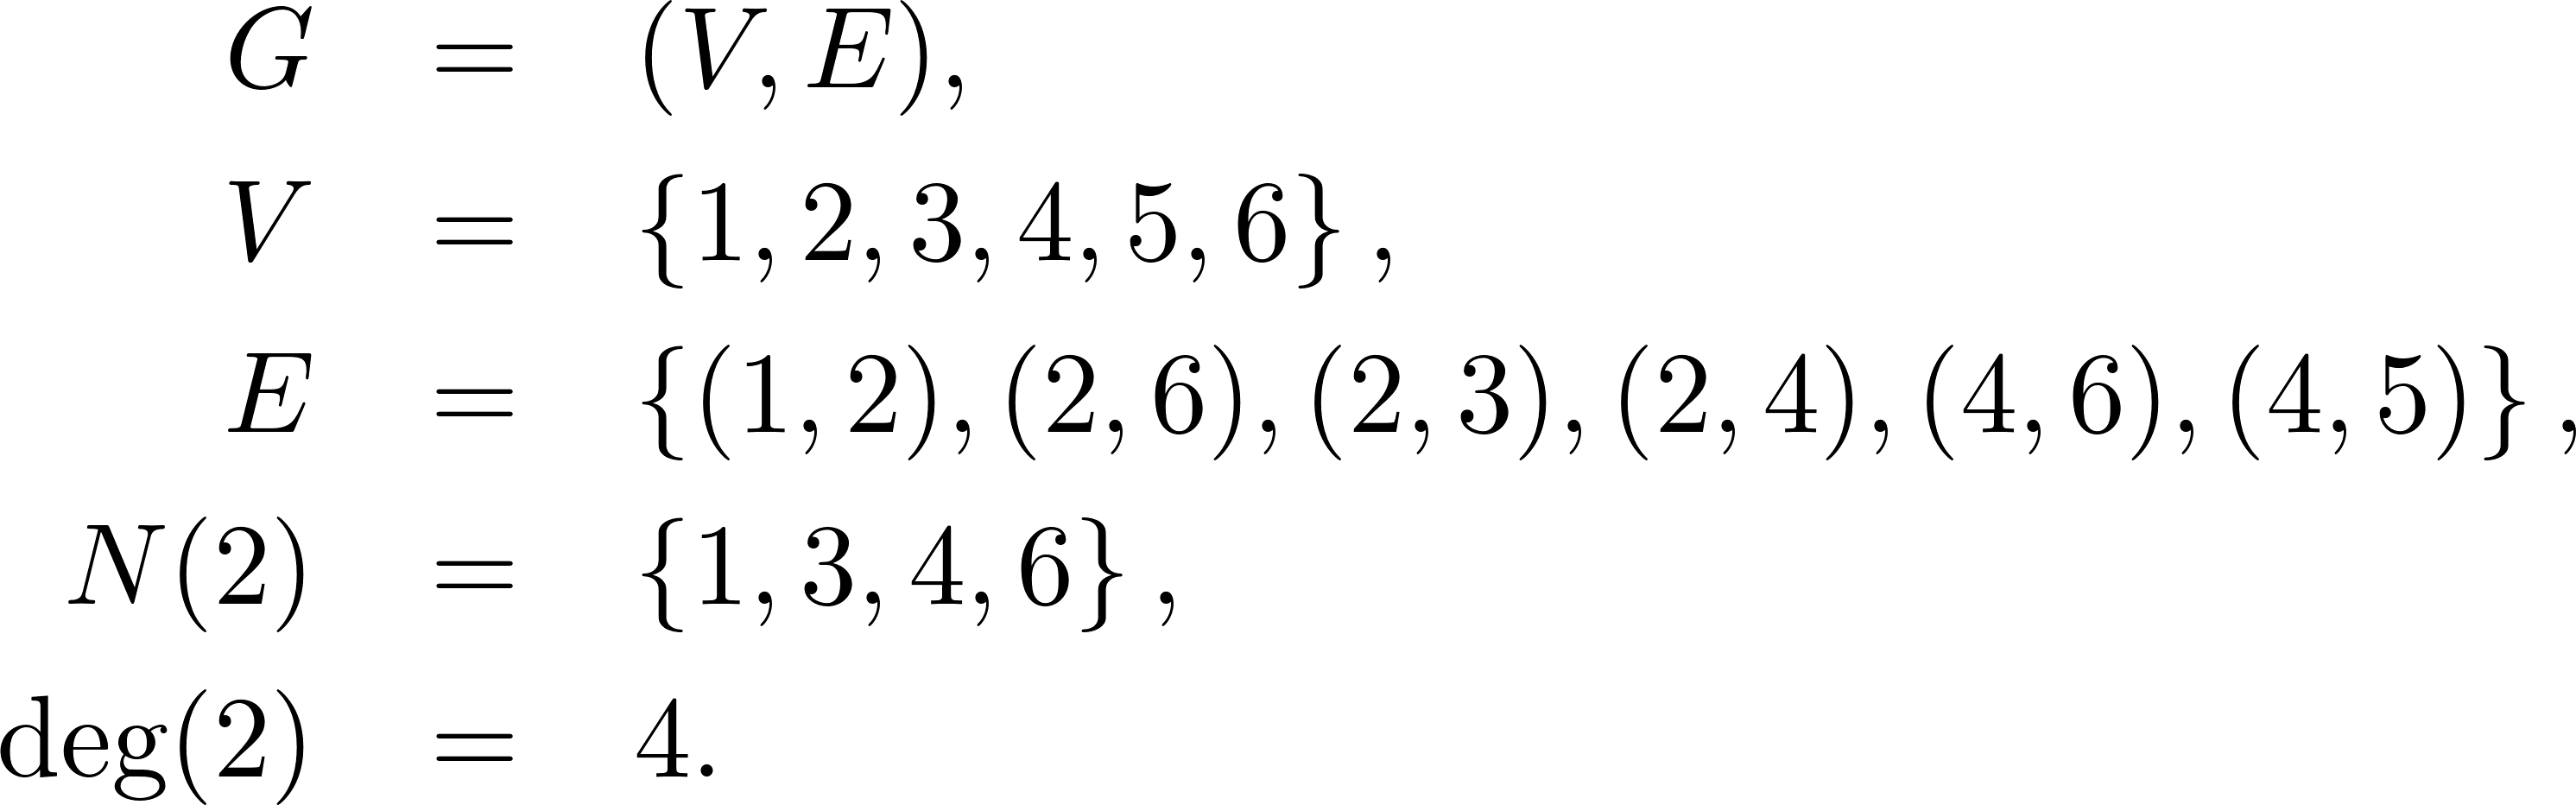 G = (V, E),
V = {1, 2, 3, 4, 5, 6} ,
E = {(1, 2), (2, 6), (2, 3), (2, 4), (4, 6), (4, 5)} ,
N(2) = {1, 3, 4, 6} ,
deg(2) = 4.